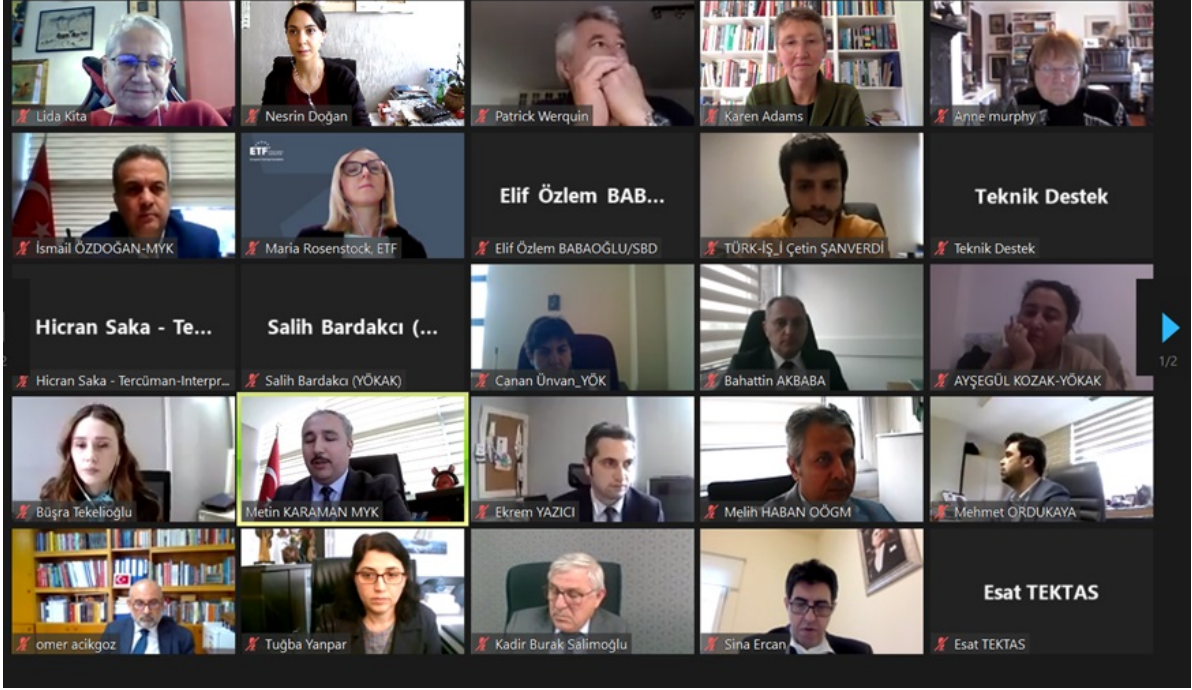 Lida Kita
Nesrin Doğan
Patrick Werquin
Karen Adams
Anne murphy
ETF
İsmail ÖZDOĞAN-MYK
Maria Rosenstock, ETF
Elif Özlem BAB...
Elif Özlem BABAOĞLU/SBD
TÜRK-İŞ_İ Çetin ŞANVERDİ
Teknik Destek
Teknik Destek
Hicran Saka - Te...
Hicran Saka - Tercüman-Interpr...
Salih Bardakcı (...
Salih Bardakcı (YÖKAK)
Canan Ünvan_YÖK
Bahattin AKBABA
AYŞEGÜL KOZAK-YÖKAK
1/2
Büşra Tekelioğlu
Metin KARAMAN MYK
Ekrem YAZICI
Melih HABAN OÖGM
Mehmet ORDUKAYA
omer acikgoz
Tuğba Yanpar
Kadir Burak Salimoğlu
Sina Ercan
Esat TEKTAS
Esat TEKTAS